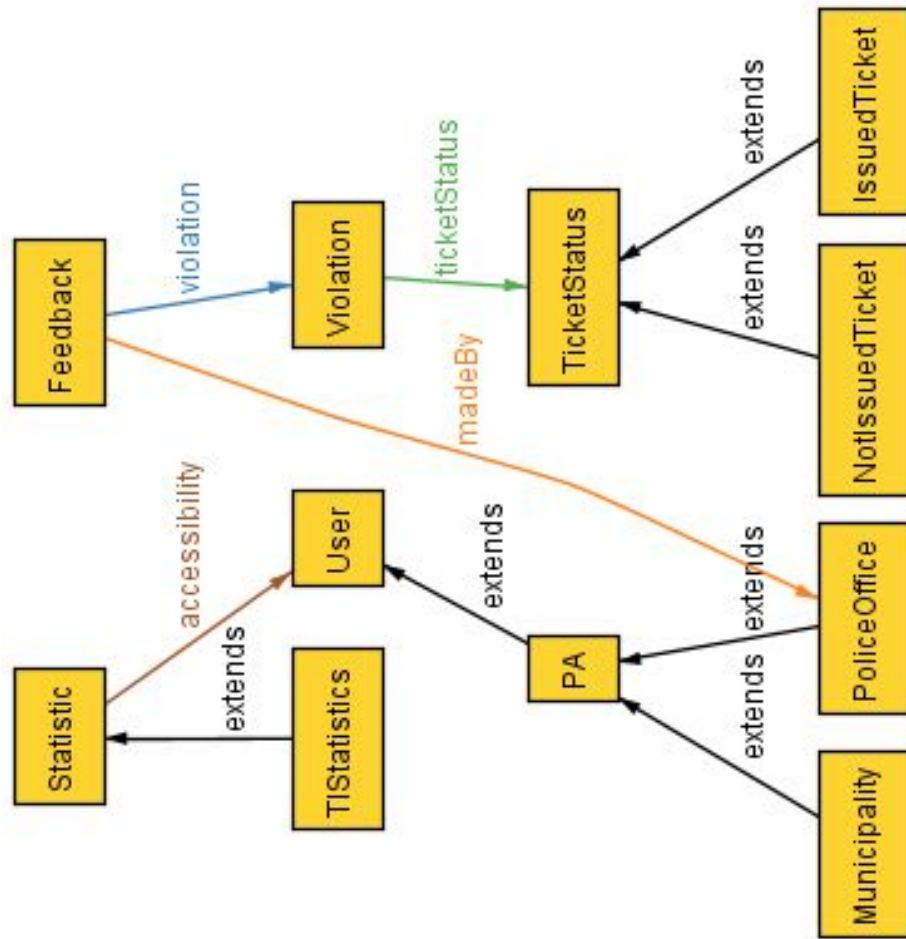 Feedback
violation
Violation
ticketStatus
TicketStatus
extends
IssuedTicket
extends
NotIssuedTicket
madeBy
Statistic
accessibility
User
extends
TIStatistics
extends
PA
extends
PoliceOffice
extends
Municipality